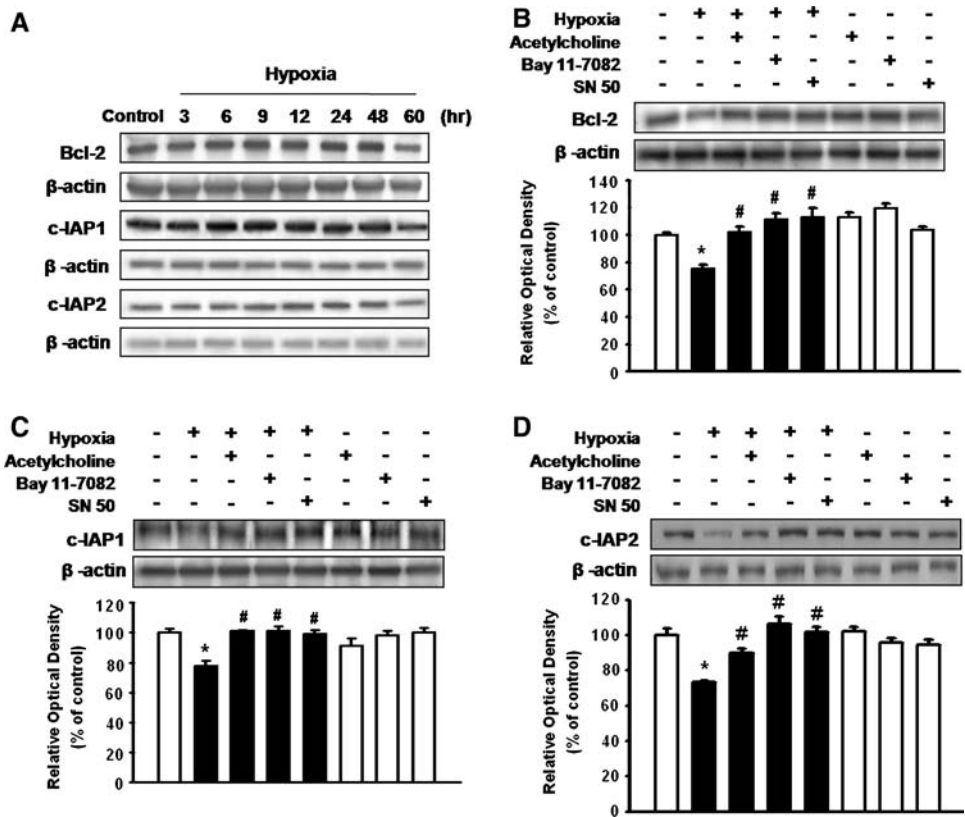 A
Hypoxia
Control 3 6 9 12 24 48 60 (hr)
Bcl-2
β-actin
c-IAP1
β -actin
c-IAP2
β -actin
B
Hypoxia - + + + + - - -
Acetylcholine - - + - - + - -
Bay 11-7082 - - - + - - + -
SN 50 - - - - + - - +
Bcl-2
β -actin
Relative Optical Density
(% of control)
140
120
100
80
60
40
20
0
* # # #
C
Hypoxia - + + + + - - -
Acetylcholine - - + - - + - -
Bay 11-7082 - - - + - - + -
SN 50 - - - - + - - +
c-IAP1
β -actin
Relative Optical Density
(% of control)
120
100
80
60
40
20
0
* # # #
D
Hypoxia - + + + + - - -
Acetylcholine - - + - - + - -
Bay 11-7082 - - - + - - + -
SN 50 - - - - + - - +
c-IAP2
β -actin
Relative Optical Density
(% of control)
120
100
80
60
40
20
0
* # # #